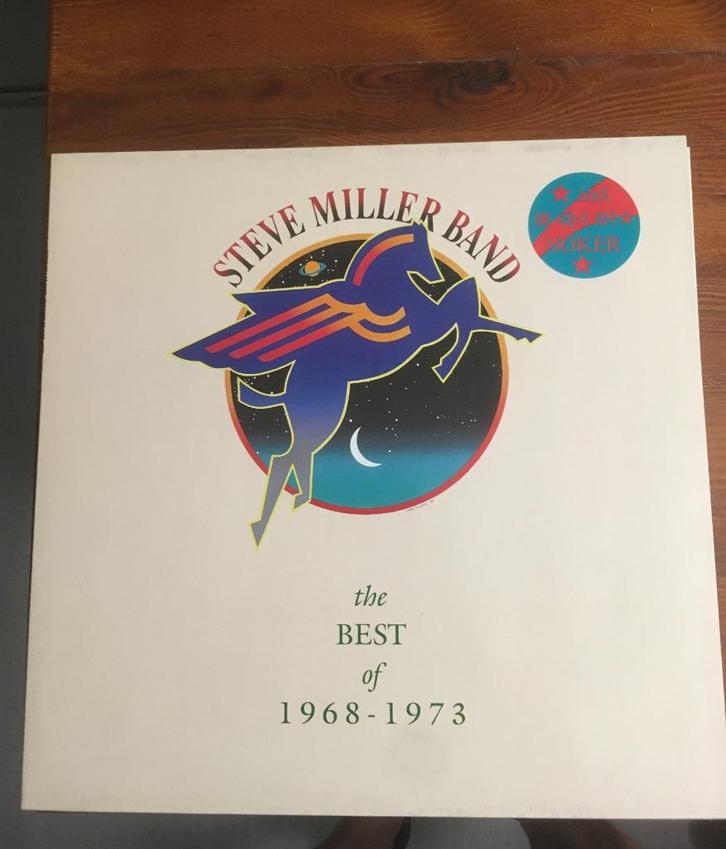 STEVE MILLER BAND
JOKER
the
BEST
of
1968-1973